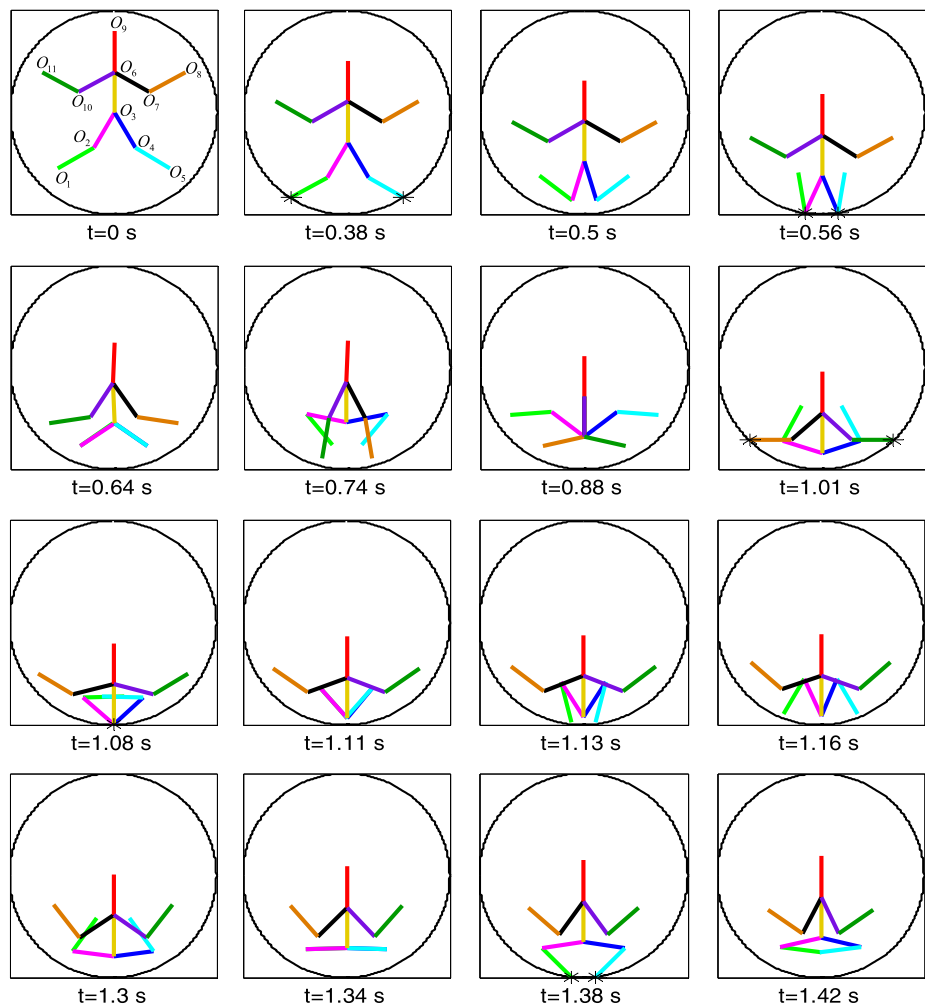 O9
O11 O6 O8
O10 O7
O3
O2 O4
O1 O5
t=0 s t=0.38 s t=0.5 s t=0.56 s
t=0.64 s t=0.74 s t=0.88 s t=1.01 s
t=1.08 s t=1.11 s t=1.13 s t=1.16 s
t=1.3 s t=1.34 s t=1.38 s t=1.42 s